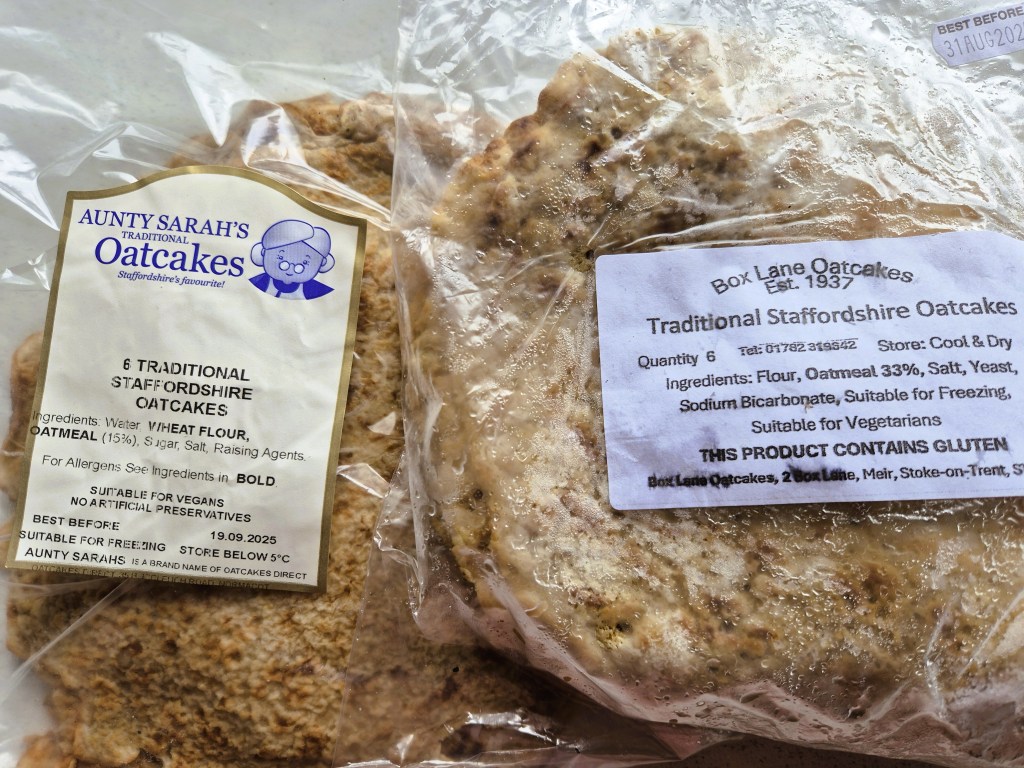 AUNTY SARAH'S
TRADITIONAL
Oatcakes
Staffordshire's favourite!
6 TRADITIONAL
STAFFORDSHIRE
OATCAKES
Ingredients: Water, WHEAT FLOUR,
OATMEAL (15%), Sugar, Salt, Raising Agents.
For Allergens See Ingredients in BOLD
SUITABLE FOR VEGANS
NO ARTIFICIAL PRESERVATIVES
BEST BEFORE 19.09.2025
SUITABLE FOR FREEZING STORE BELOW 5°C
AUNTY SARAHS IS A BRAND NAME OF OATCAKES DIRECT
BEST BEFORE
31AUG202
Box Lane Oatcakes
Est. 1937
Traditional Staffordshire Oatcakes
Quantity 6 Tel: 01782 319542 Store: Cool & Dry
Ingredients: Flour, Oatmeal 33%, Salt, Yeast,
Sodium Bicarbonate, Suitable for Freezing,
Suitable for Vegetarians
THIS PRODUCT CONTAINS GLUTEN
Box Lane Oatcakes, 2 Box Lane, Meir, Stoke-on-Trent, ST